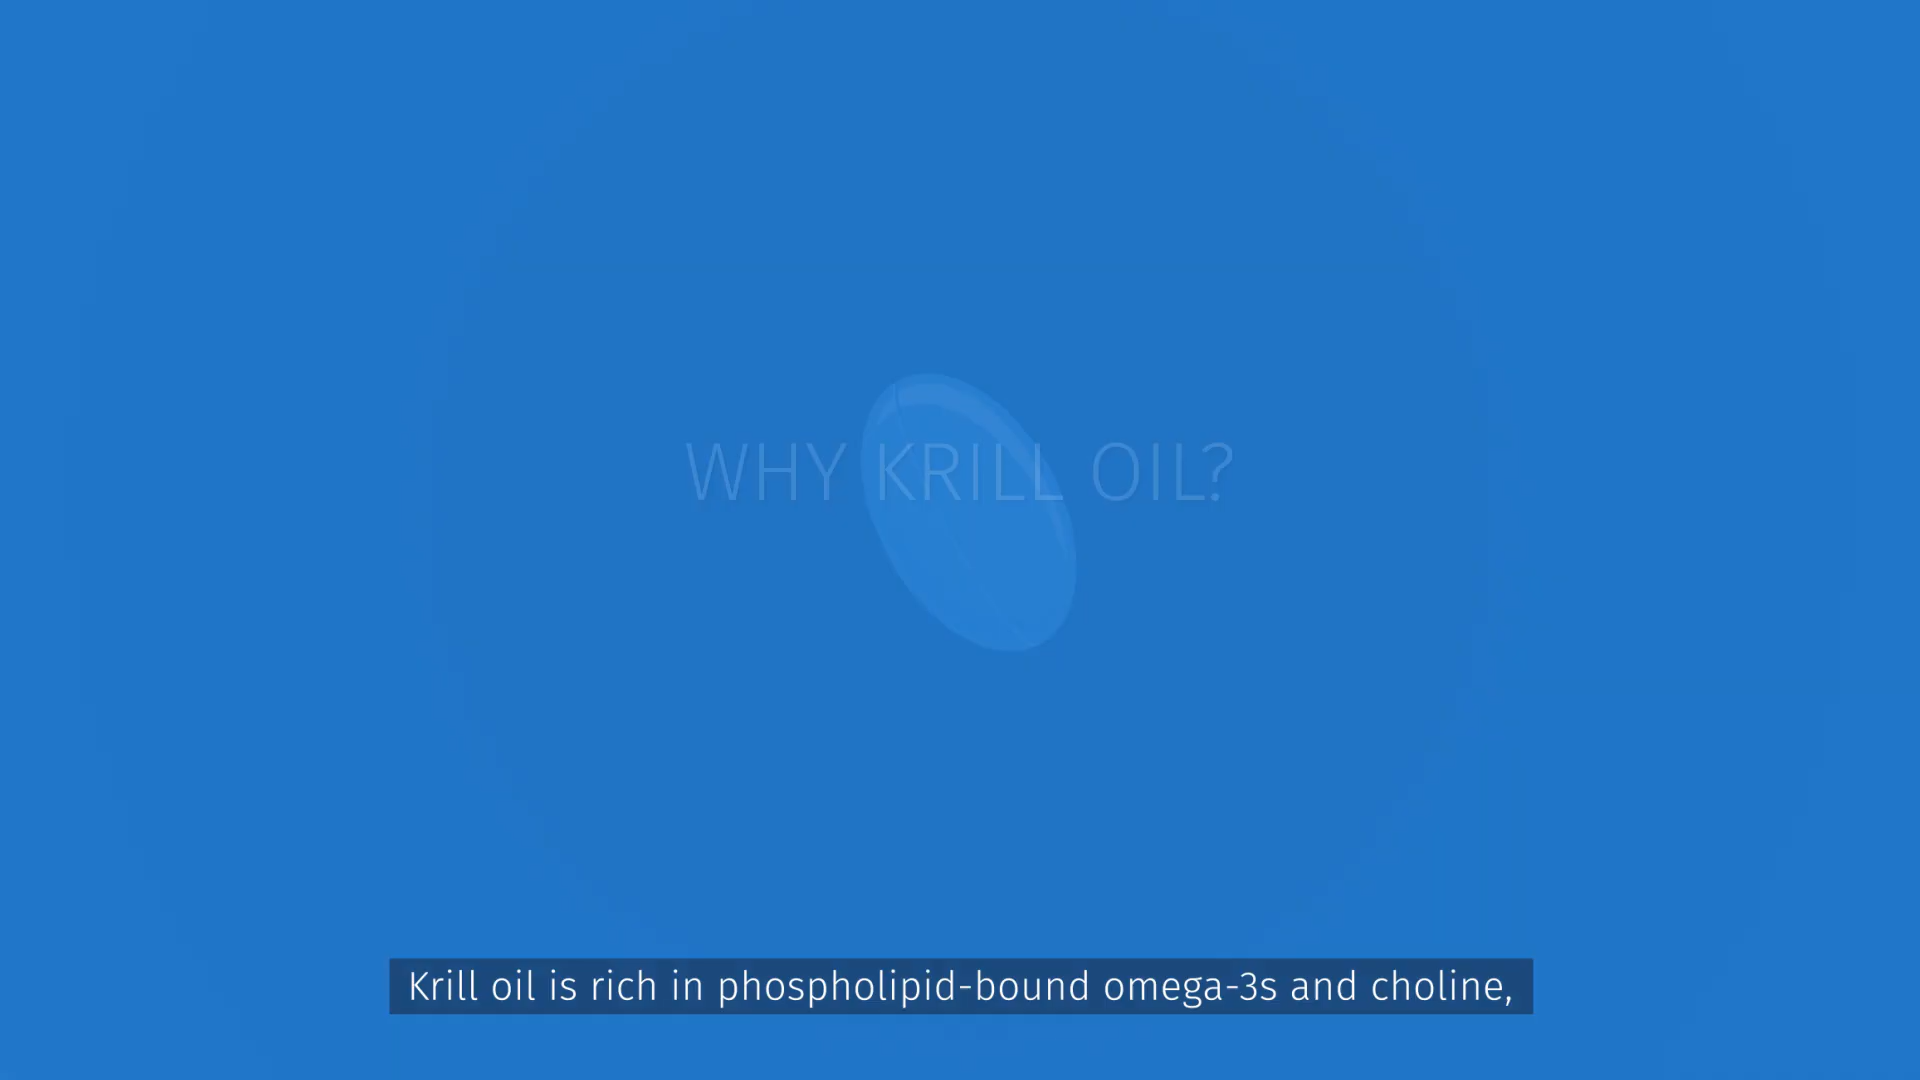 WHY KRILL OIL?
Krill oil is rich in phospholipid-bound omega-3s and choline,